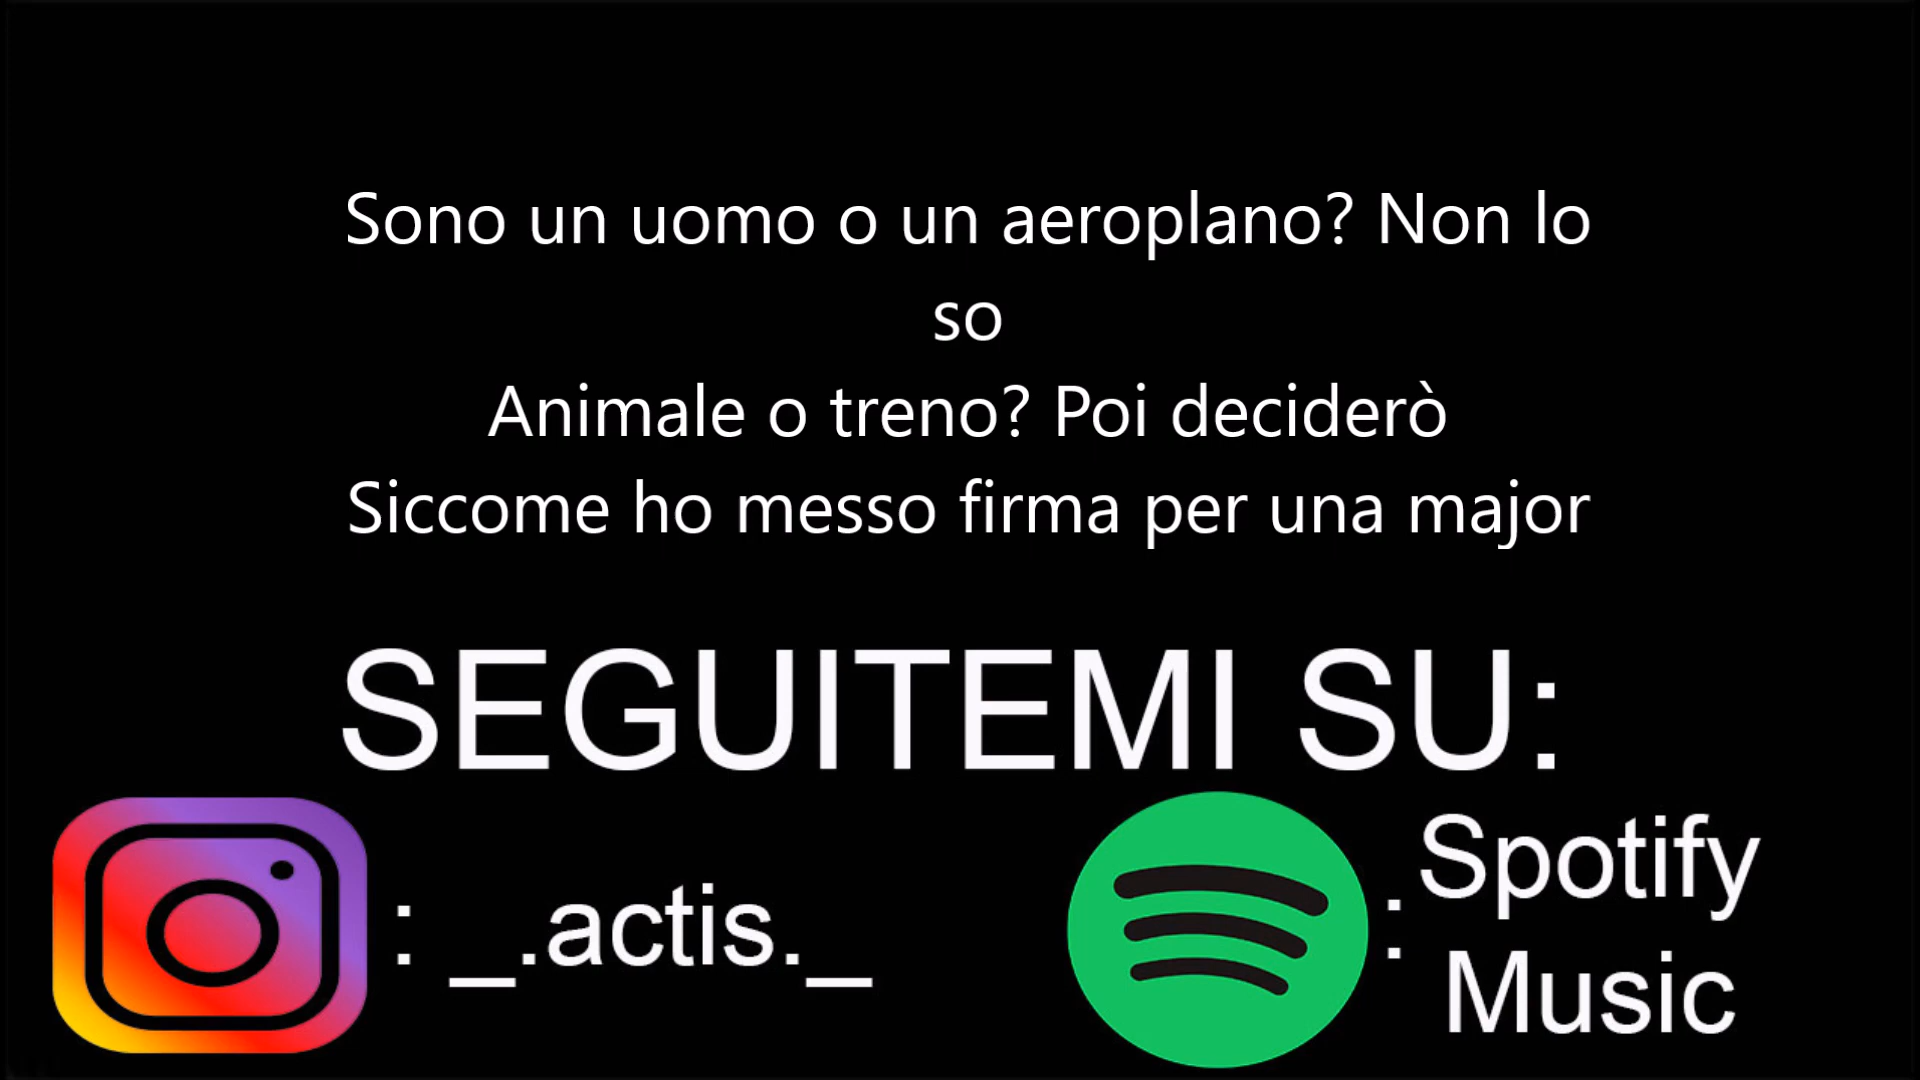 Sono un uomo o un aeroplano? Non lo
so
Animale o treno? Poi deciderò
Siccome ho messo firma per una major
SEGUITEMI SU:
: _.actis._
: Spotify
Music